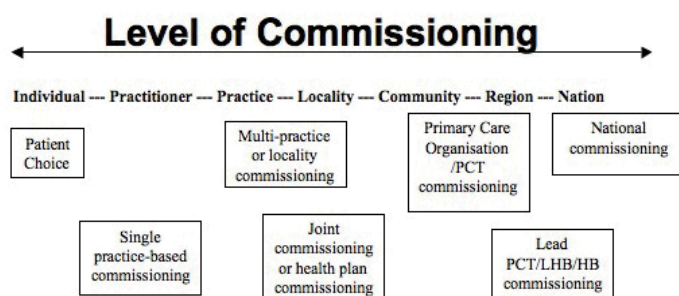 Level of Commissioning
Individual --- Practitioner --- Practice --- Locality --- Community --- Region --- Nation
Patient
Choice
Multi-practice
or locality
commissioning
Primary Care
Organisation
/PCT
commissioning
National
commissioning
Single
practice-based
commissioning
Joint
commissioning
or health plan
commissioning
Lead
PCT/LHB/HB
commissioning